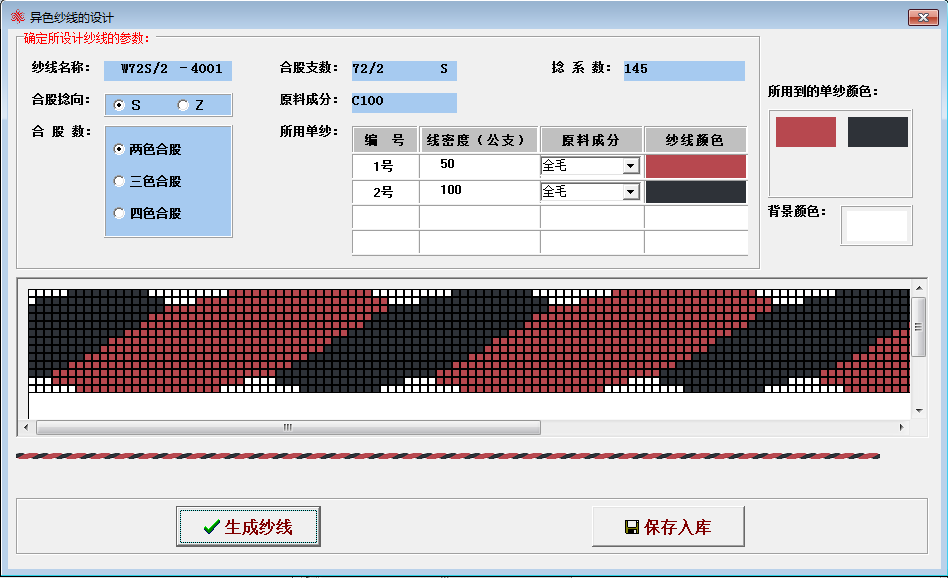 异色纱线的设计
确定所设计纱线的参数:
纱线名称: W72S/2 -4001 合股支数: 72/2 S 捻 系 数: 145
合股捻向: S Z 原料成分: C100
所用到的单纱颜色:
合 股 数: 所用单纱:
两色合股
三色合股
四色合股
编 号 线密度(公支) 原料成分 纱线颜色
1号 50 全毛
2号 100 全毛
背景颜色:
生成纱线 保存入库